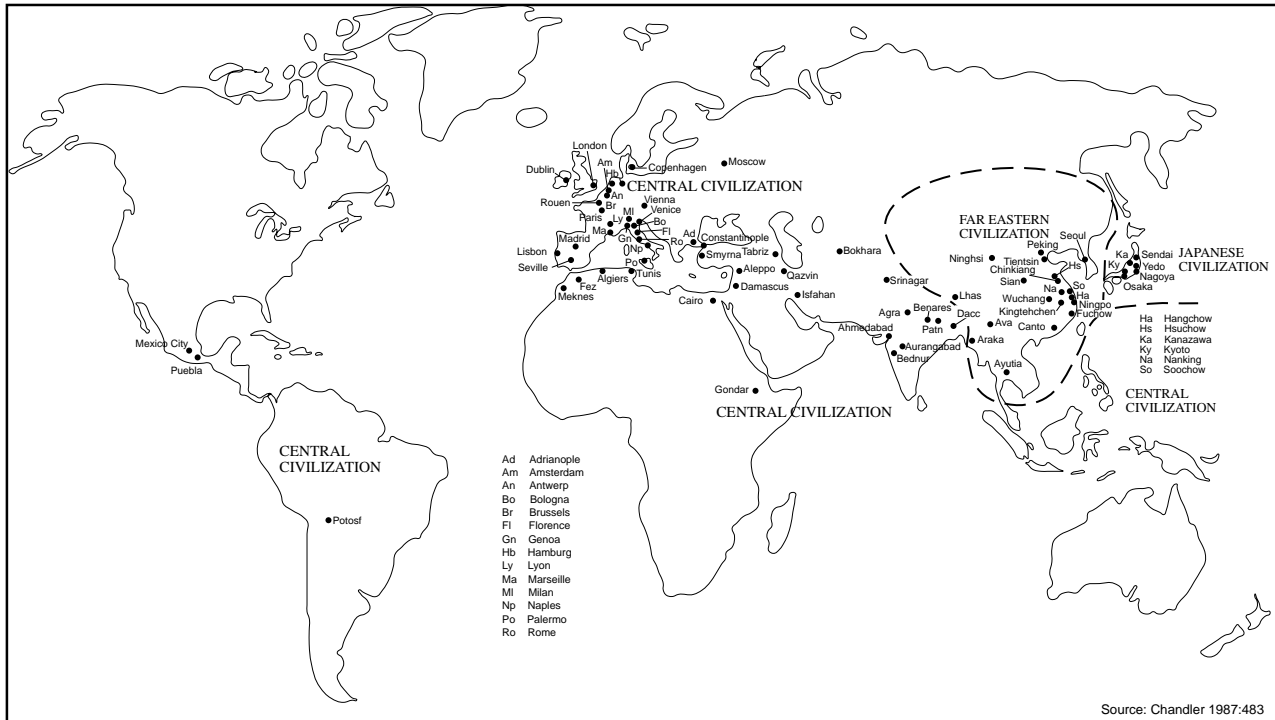 London
Am
Dublin
Hb
Copenhagen
Moscow
CENTRAL CIVILIZATION
An
Rouen
Br
Vienna
Paris
Ly
Ml
Venice
Bo
Ma
Fl
Gn
Ro
Ad
Constantinople
Madrid
Np
Smyrna
Tabriz
Lisbon
Po
Seville
Algiers
Tunis
Aleppo
Qazvin
Fez
Meknes
Damascus
Cairo
Isfahan
Bokhara
Srinagar
FAR EASTERN
CIVILIZATION
Seoul
Peking
Ninghsi
Tientsin
Hs
Chinkiang
Sian
Na
So
Ha
Wuchang
Ningpo
Kingtehchen
Fuchow
Canto
Ka
Sendai
Ky
Yedo
Nagoya
Osaka
JAPANESE
CIVILIZATION
Lhas
Benares
Agra
Dacc
Patn
Ava
Ahmedabad
Araka
Aurangabad
Bednur
Ayutia
Ha Hangchow
Hs Hsuchow
Ka Kanazawa
Ky Kyoto
Na Nanking
So Soochow
CENTRAL
CIVILIZATION
Mexico City
Puebla
Gondar
CENTRAL CIVILIZATION
CENTRAL
CIVILIZATION
Potosf
Ad Adrianople
Am Amsterdam
An Antwerp
Bo Bologna
Br Brussels
Fl Florence
Gn Genoa
Hb Hamburg
Ly Lyon
Ma Marseille
Ml Milan
Np Naples
Po Palermo
Ro Rome
Source: Chandler 1987:483